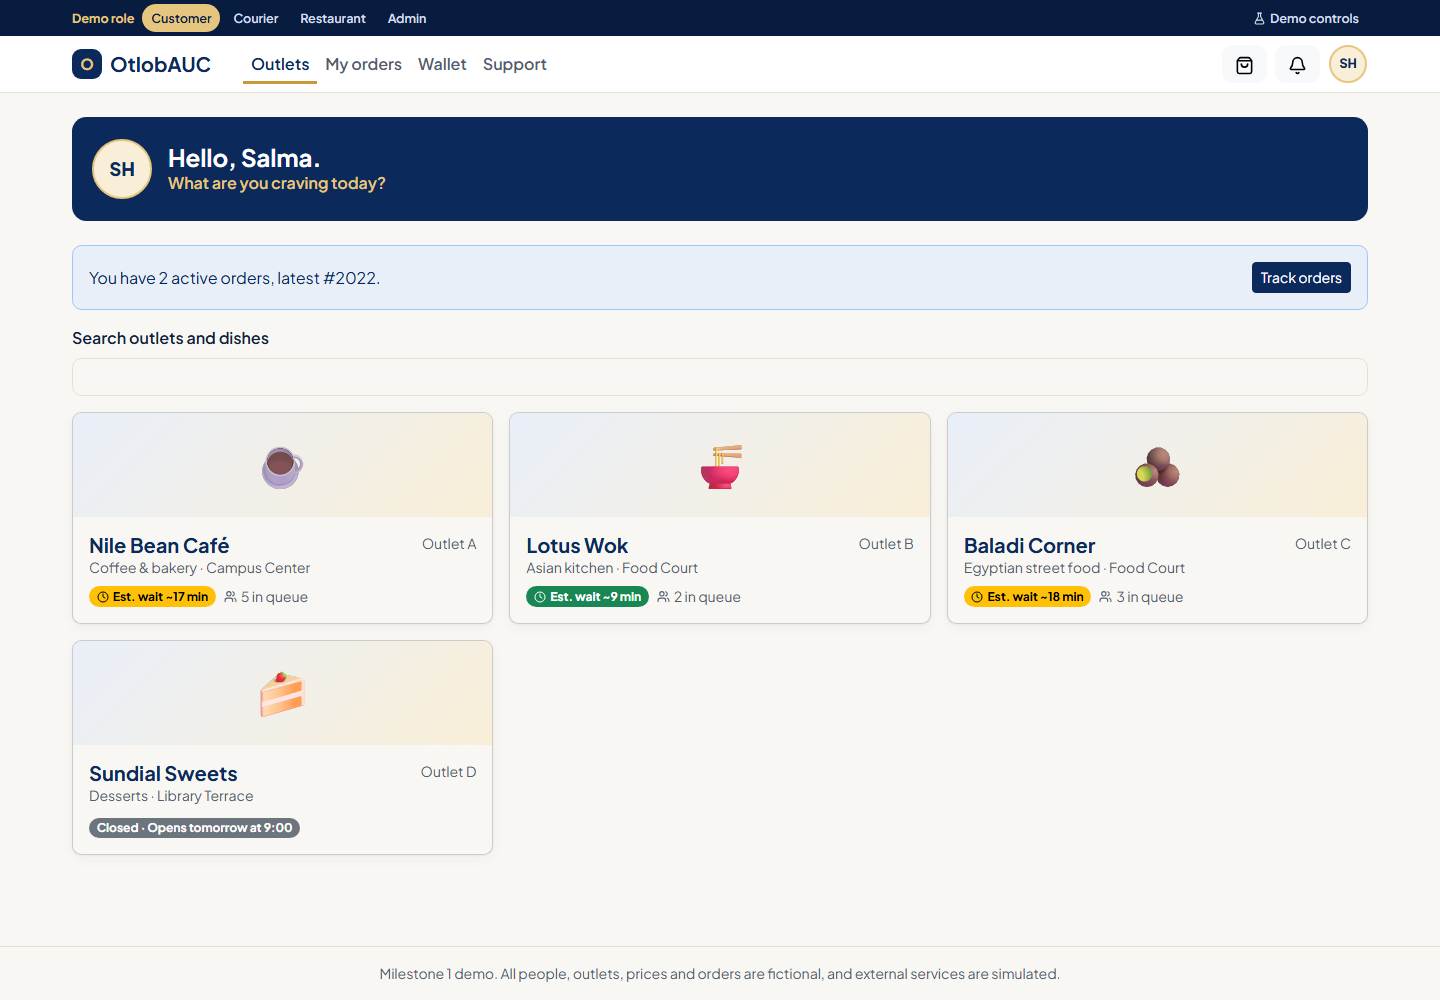 Demo role Customer Courier Restaurant Admin Demo controls
O OtlobAUC Outlets My orders Wallet Support SH
SH
Hello, Salma.
What are you craving today?
You have 2 active orders, latest #2022. Track orders
Search outlets and dishes
Nile Bean Café Outlet A
Coffee & bakery · Campus Center
Est. wait ~17 min 5 in queue
Lotus Wok Outlet B
Asian kitchen · Food Court
Est. wait ~9 min 2 in queue
Baladi Corner Outlet C
Egyptian street food · Food Court
Est. wait ~18 min 3 in queue
Sundial Sweets Outlet D
Desserts · Library Terrace
Closed · Opens tomorrow at 9:00
Milestone 1 demo. All people, outlets, prices and orders are fictional, and external services are simulated.